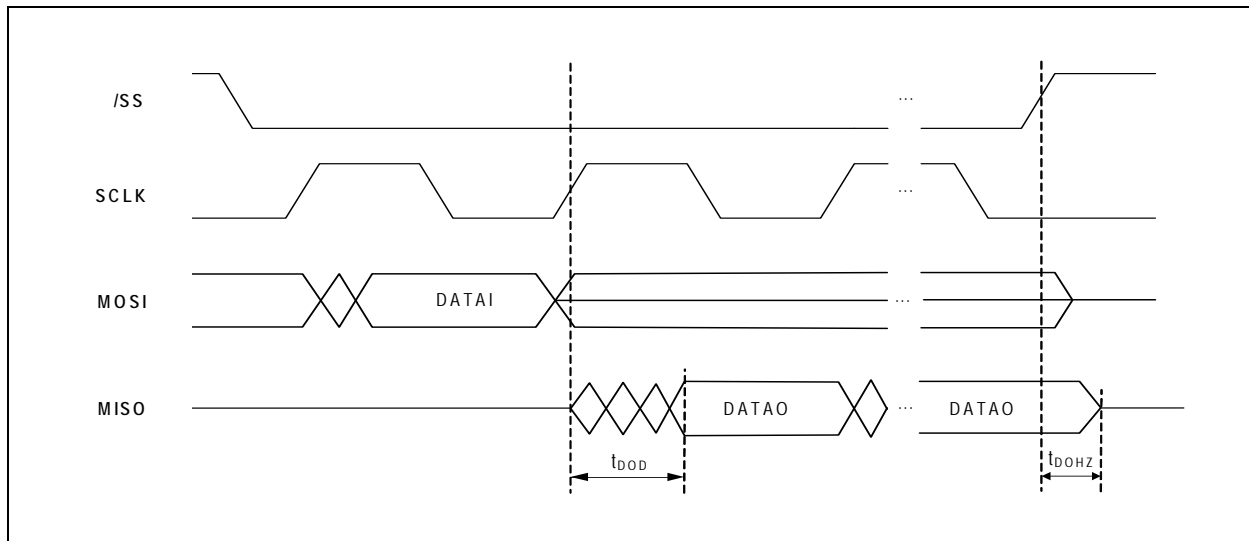 /SS
...
SCLK
...
MOSI
DATAI
...
MISO
DATAO
...
DATAO
tDOD
tDOHZ